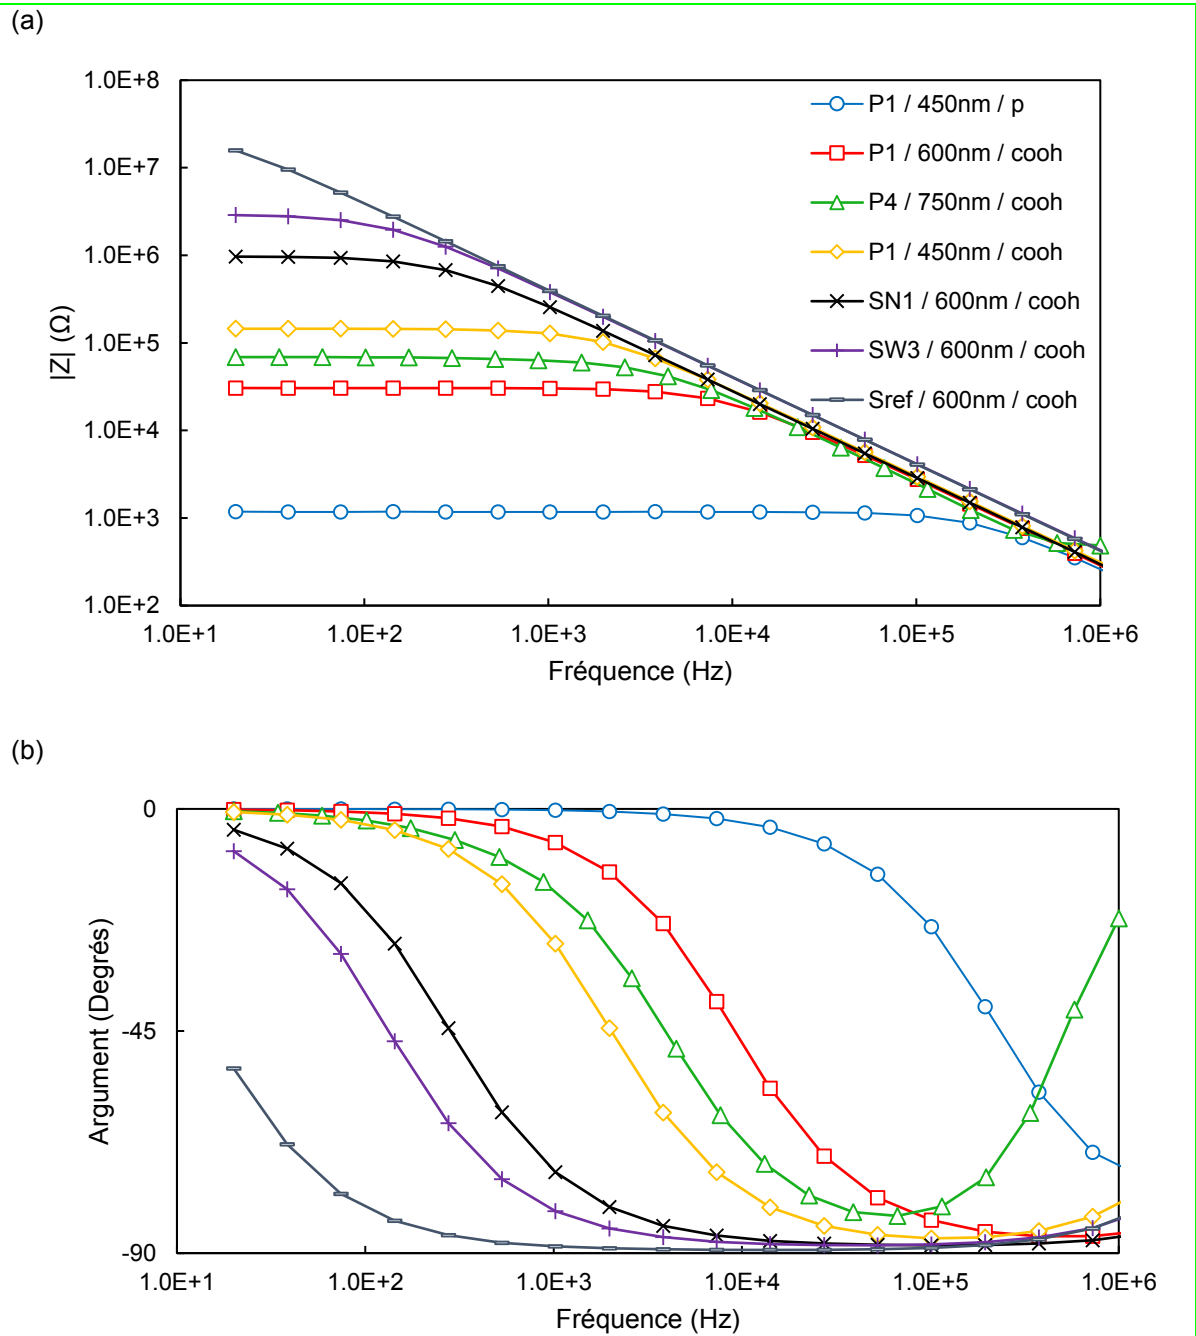 (a)
1.0E+8
1.0E+7
1.0E+6
1.0E+5
1.0E+4
1.0E+3
1.0E+2
|Z| (Ω)
P1 / 450nm / p
P1 / 600nm / cooh
P4 / 750nm / cooh
P1 / 450nm / cooh
SN1 / 600nm / cooh
SW3 / 600nm / cooh
Sref / 600nm / cooh
1.0E+1 1.0E+2 1.0E+3 1.0E+4 1.0E+5 1.0E+6
Fréquence (Hz)
(b)
0
-45
-90
Argument (Degrés)
1.0E+1 1.0E+2 1.0E+3 1.0E+4 1.0E+5 1.0E+6
Fréquence (Hz)